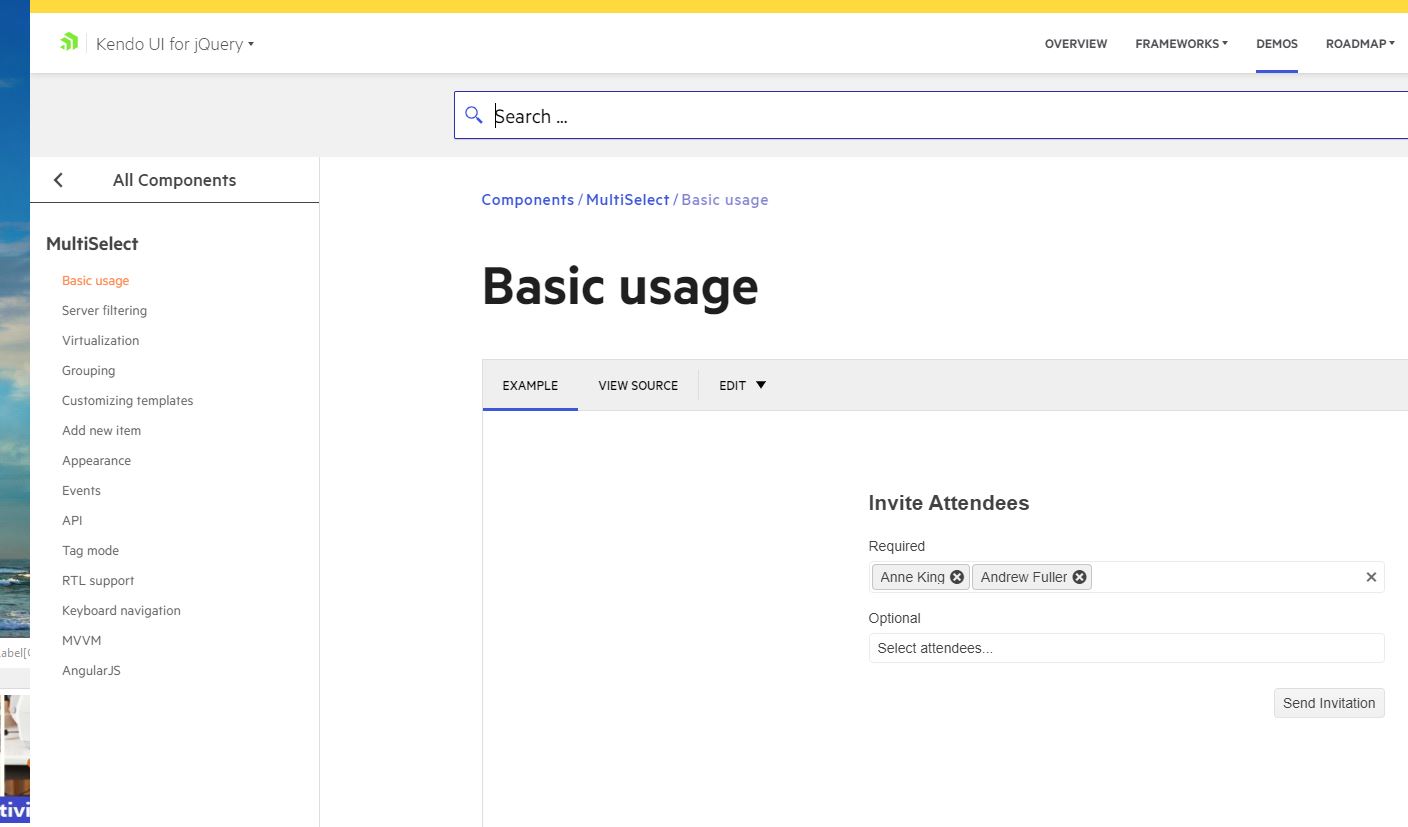 Kendo UI for jQuery
OVERVIEW FRAMEWORKS DEMOS ROADMAP
Search ...
All Components
MultiSelect
Basic usage
Server filtering
Virtualization
Grouping
Customizing templates
Add new item
Appearance
Events
API
Tag mode
RTL support
Keyboard navigation
MVVM
AngularJS
Components / MultiSelect / Basic usage
Basic usage
EXAMPLE VIEW SOURCE EDIT
Invite Attendees
Required
Anne King Andrew Fuller
Optional
Select attendees...
Send Invitation